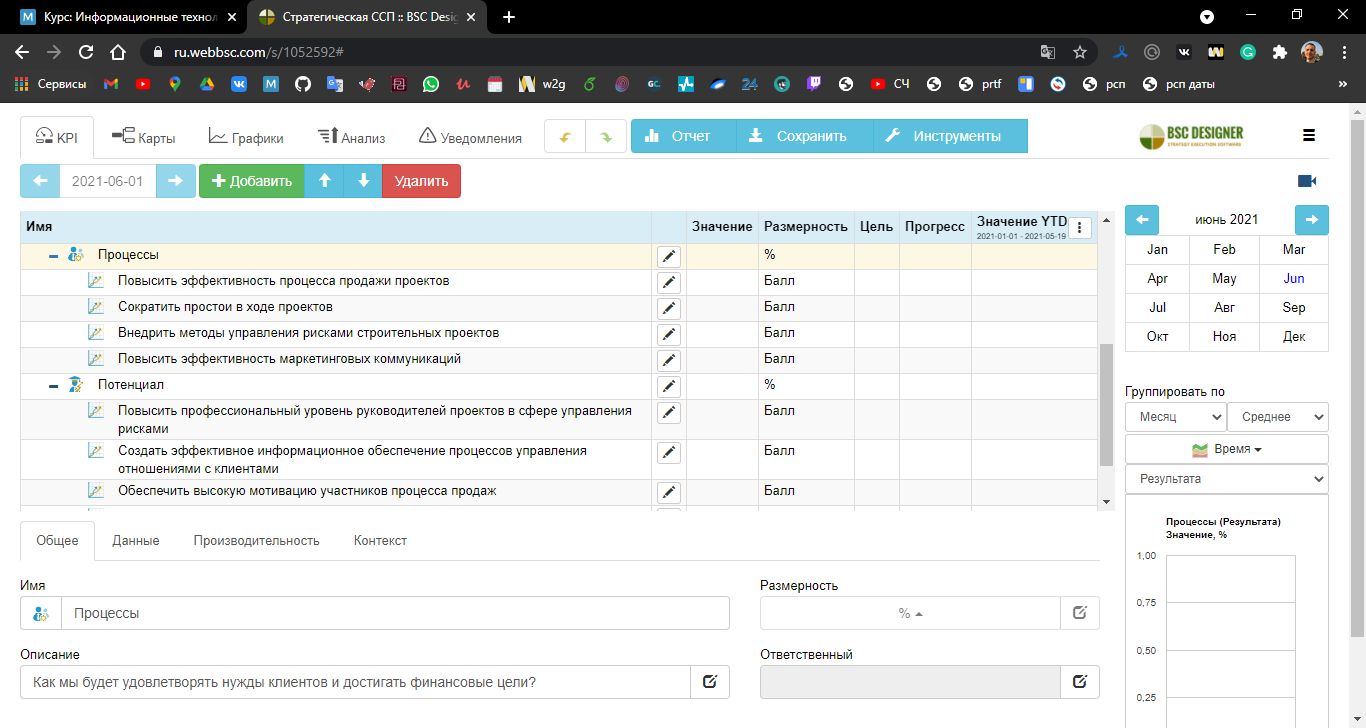 Курс: Информационные технол
Стратегическая ССП :: BSC Desig
ru.webbsc.com/s/1052592#
Сервисы
w2g
GC
24
СЧ
prtf
рсп
рсп даты
»
KPI
Карты
Графики
Анализ
Уведомления
Отчет
Сохранить
Инструменты
BSC DESIGNER
STRATEGY EXECUTION SOFTWARE
2021-06-01
Добавить
Удалить
Имя
Значение
Размерность
Цель
Прогресс
Значение YTD
2021-01-01 - 2021-05-19
Процессы
%
Повысить эффективность процесса продажи проектов
Балл
Сократить простои в ходе проектов
Балл
Внедрить методы управления рисками строительных проектов
Балл
Повысить эффективность маркетинговых коммуникаций
Балл
Потенциал
%
Повысить профессиональный уровень руководителей проектов в сфере управления
рисками
Балл
Создать эффективное информационное обеспечение процессов управления
отношениями с клиентами
Балл
Обеспечить высокую мотивацию участников процесса продаж
Балл
июнь 2021
Jan Feb Mar
Apr May Jun
Jul Авг Sep
Окт Ноя Дек
Группировать по
Месяц
Среднее
Время
Результата
Процессы (Результата)
Значение, %
1,00
0,75
0,50
0,25
Общее
Данные
Производительность
Контекст
Имя
Процессы
Размерность
%
Описание
Как мы будет удовлетворять нужды клиентов и достигать финансовые цели?
Ответственный